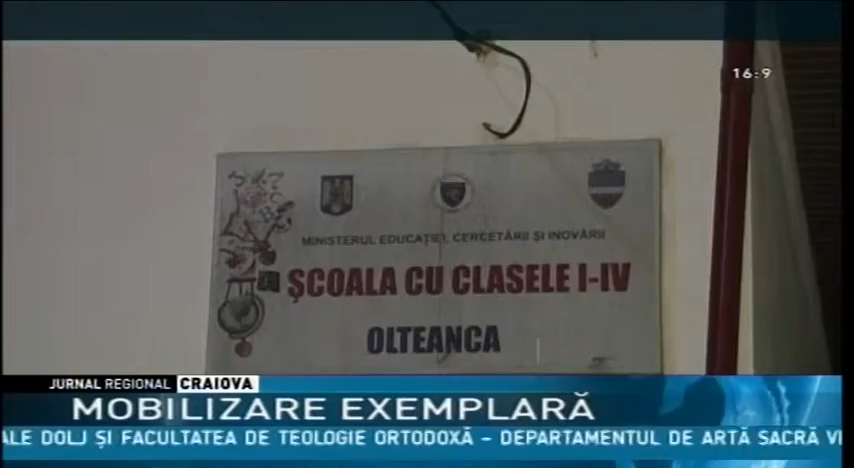 16:9
MINISTERUL EDUCAȚIEI, CERCETĂRII ȘI INOVĂRII
ȘCOALA CU CLASELE I-IV
OLTEANCA
JURNAL REGIONAL CRAIOVA
MOBILIZARE EXEMPLARĂ
ALE DOLJ ȘI FACULTATEA DE TEOLOGIE ORTODOXĂ - DEPARTAMENTUL DE ARTĂ SACRĂ VI